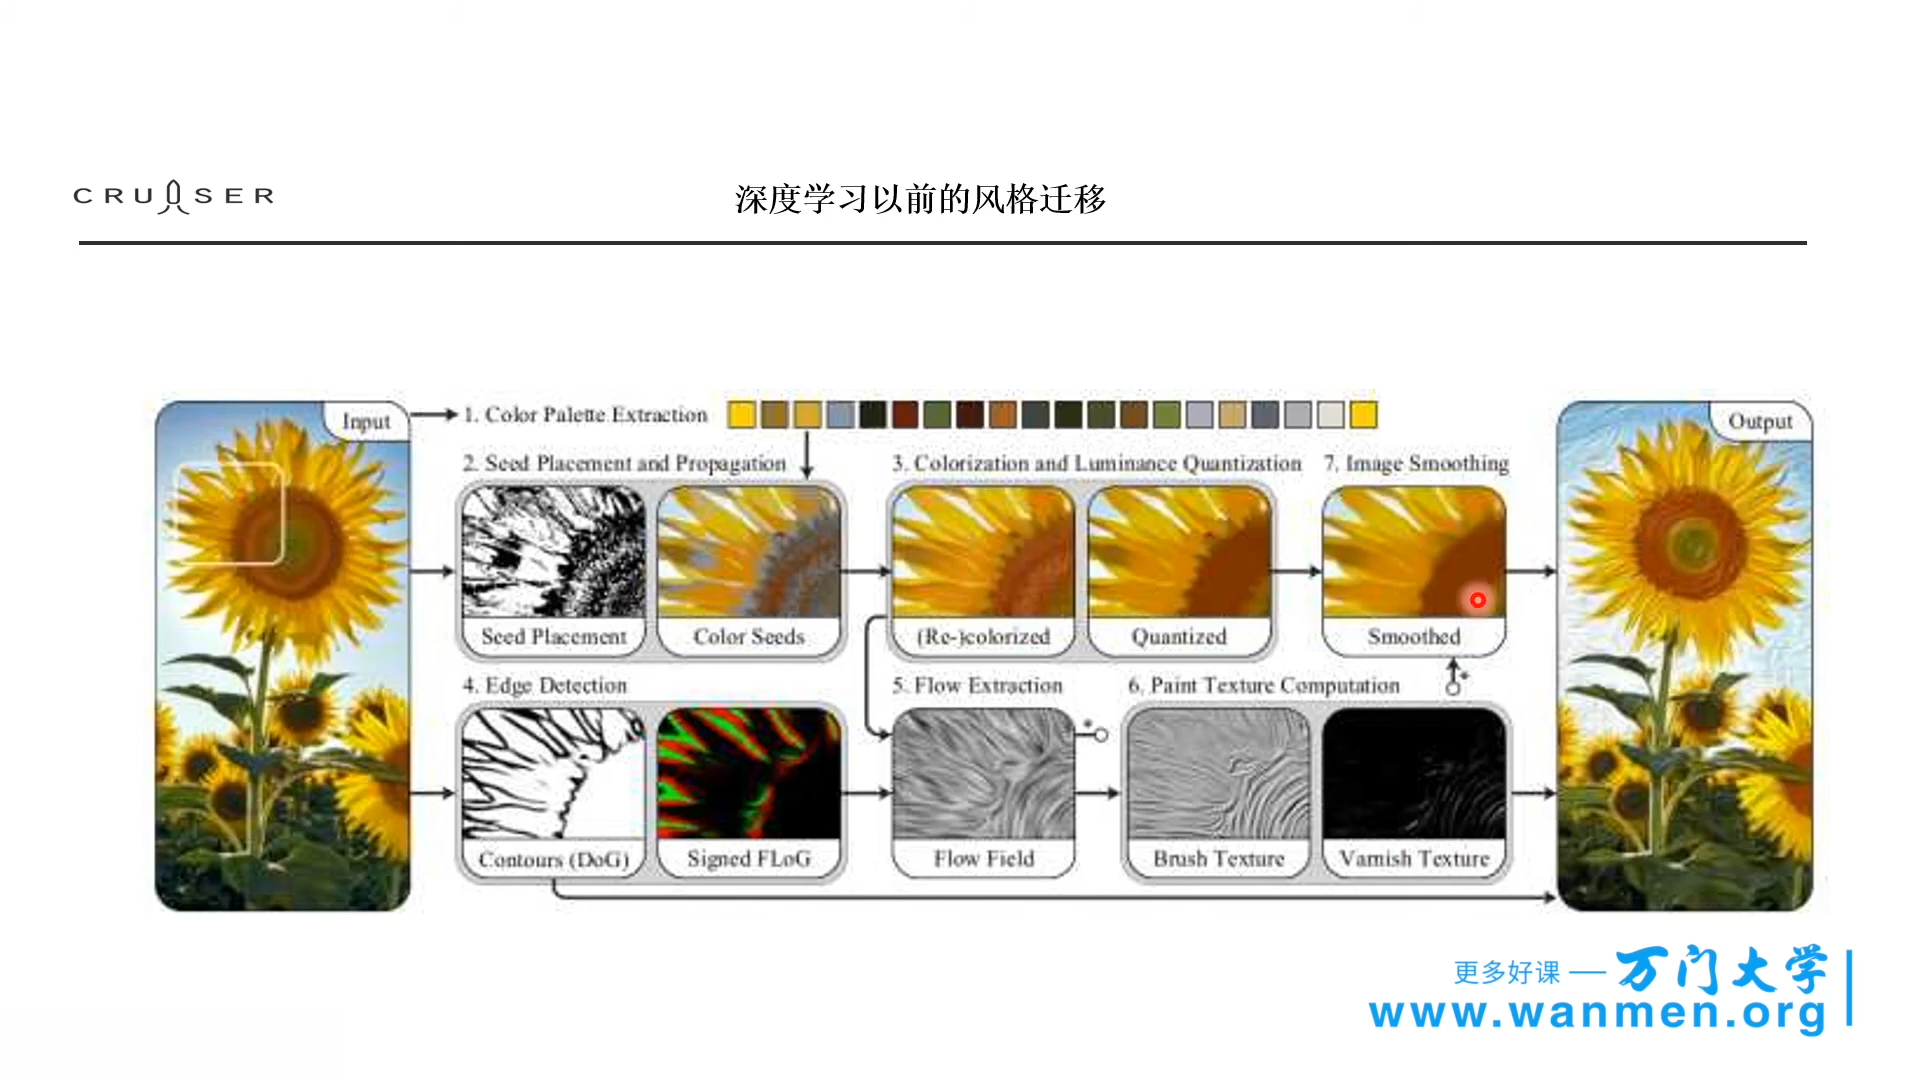 CRUISER
深度学习以前的风格迁移
Input
1. Color Palette Extraction
Output
2. Seed Placement and Propagation
3. Colorization and Luminance Quantization
7. Image Smoothing
Seed Placement
Color Seeds
(Re-)colorized
Quantized
Smoothed
4. Edge Detection
5. Flow Extraction
6. Paint Texture Computation
*
*
Contours (DoG)
Signed FLoG
Flow Field
Brush Texture
Varnish Texture
更多好课 — 万门大学
www.wanmen.org